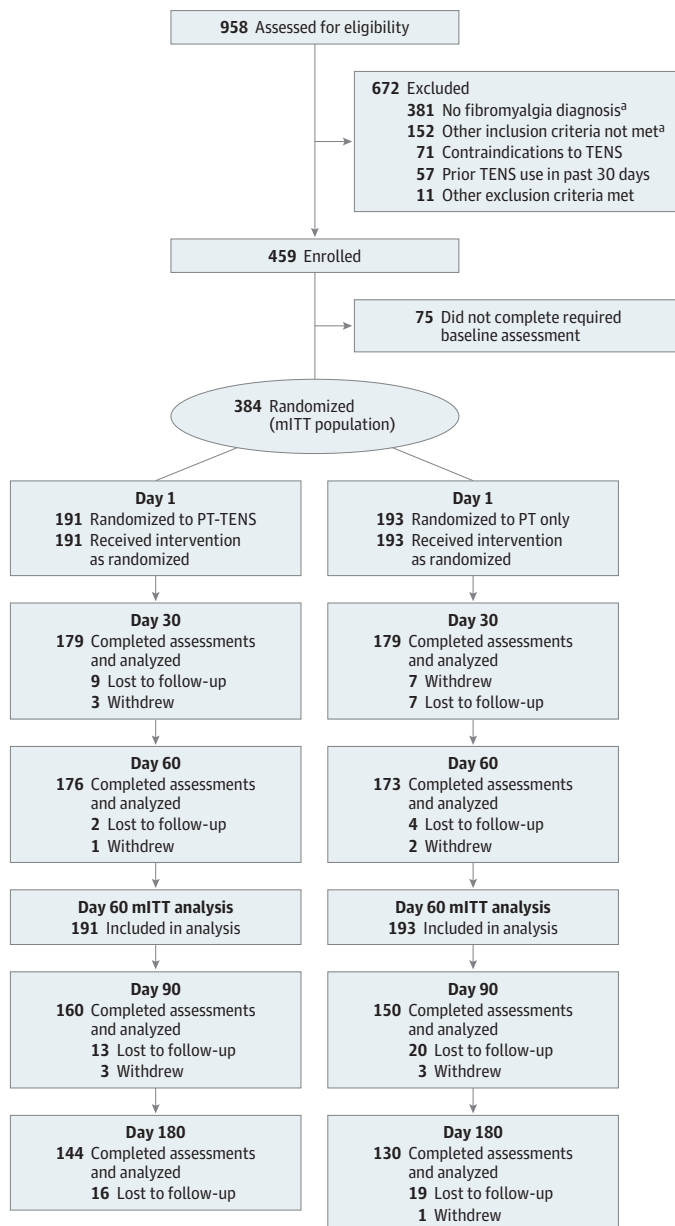 958 Assessed for eligibility
672 Excluded
381 No fibromyalgia diagnosisᵃ
152 Other inclusion criteria not metᵃ
71 Contraindications to TENS
57 Prior TENS use in past 30 days
11 Other exclusion criteria met
459 Enrolled
75 Did not complete required
baseline assessment
384 Randomized
(mITT population)
Day 1
191 Randomized to PT-TENS
191 Received intervention
as randomized
Day 1
193 Randomized to PT only
193 Received intervention
as randomized
Day 30
179 Completed assessments
and analyzed
9 Lost to follow-up
3 Withdrew
Day 30
179 Completed assessments
and analyzed
7 Withdrew
7 Lost to follow-up
Day 60
176 Completed assessments
and analyzed
2 Lost to follow-up
1 Withdrew
Day 60
173 Completed assessments
and analyzed
4 Lost to follow-up
2 Withdrew
Day 60 mITT analysis
191 Included in analysis
Day 60 mITT analysis
193 Included in analysis
Day 90
160 Completed assessments
and analyzed
13 Lost to follow-up
3 Withdrew
Day 90
150 Completed assessments
and analyzed
20 Lost to follow-up
3 Withdrew
Day 180
144 Completed assessments
and analyzed
16 Lost to follow-up
Day 180
130 Completed assessments
and analyzed
19 Lost to follow-up
1 Withdrew